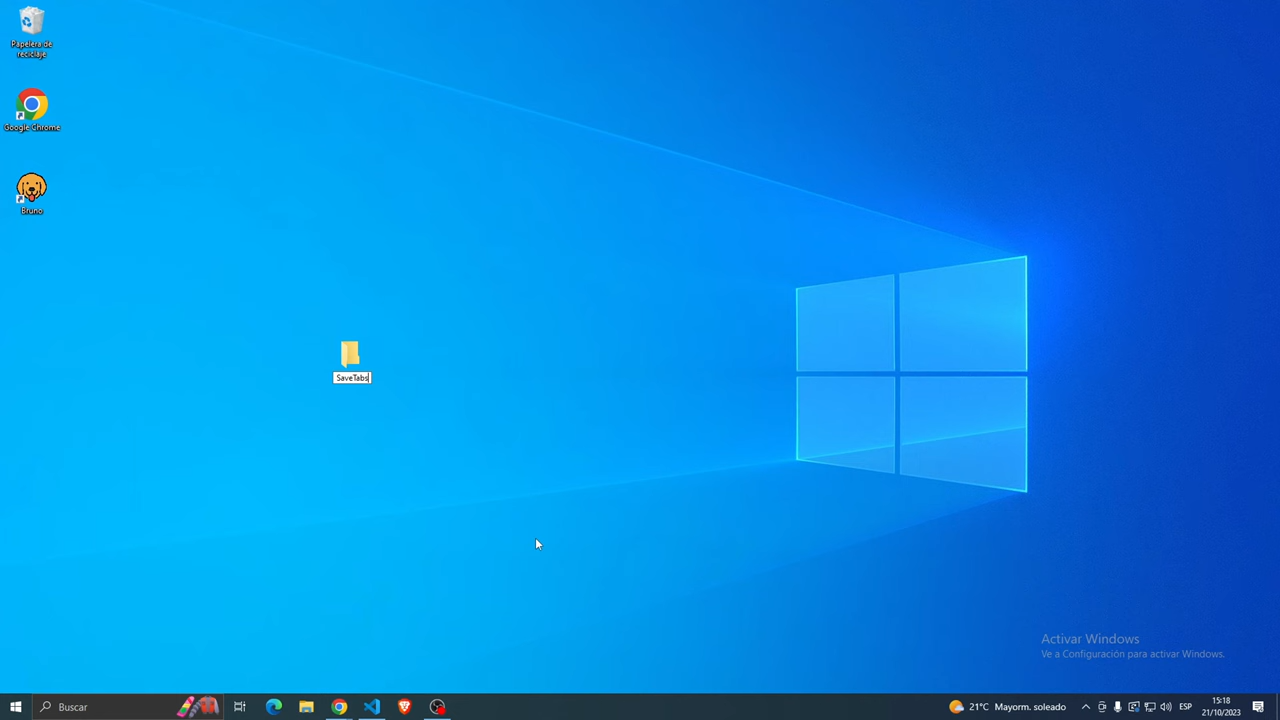 Papelera de
reciclaje
Google Chrome
Bruno
SaveTabs
Activar Windows
Ve a Configuración para activar Windows.
Buscar
21°C Mayorm. soleado
ESP
15:18
21/10/2023